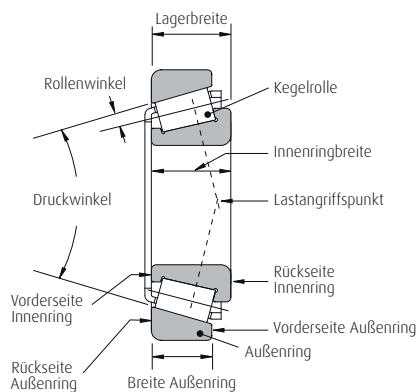 Lagerbreite
Rollenwinkel
Kegelrolle
Innenringbreite
Druckwinkel
Lastangriffspunkt
Rückseite
Innenring
Vorderseite
Innenring
Vorderseite Außenring
Außenring
Rückseite
Außenring
Breite Außenring